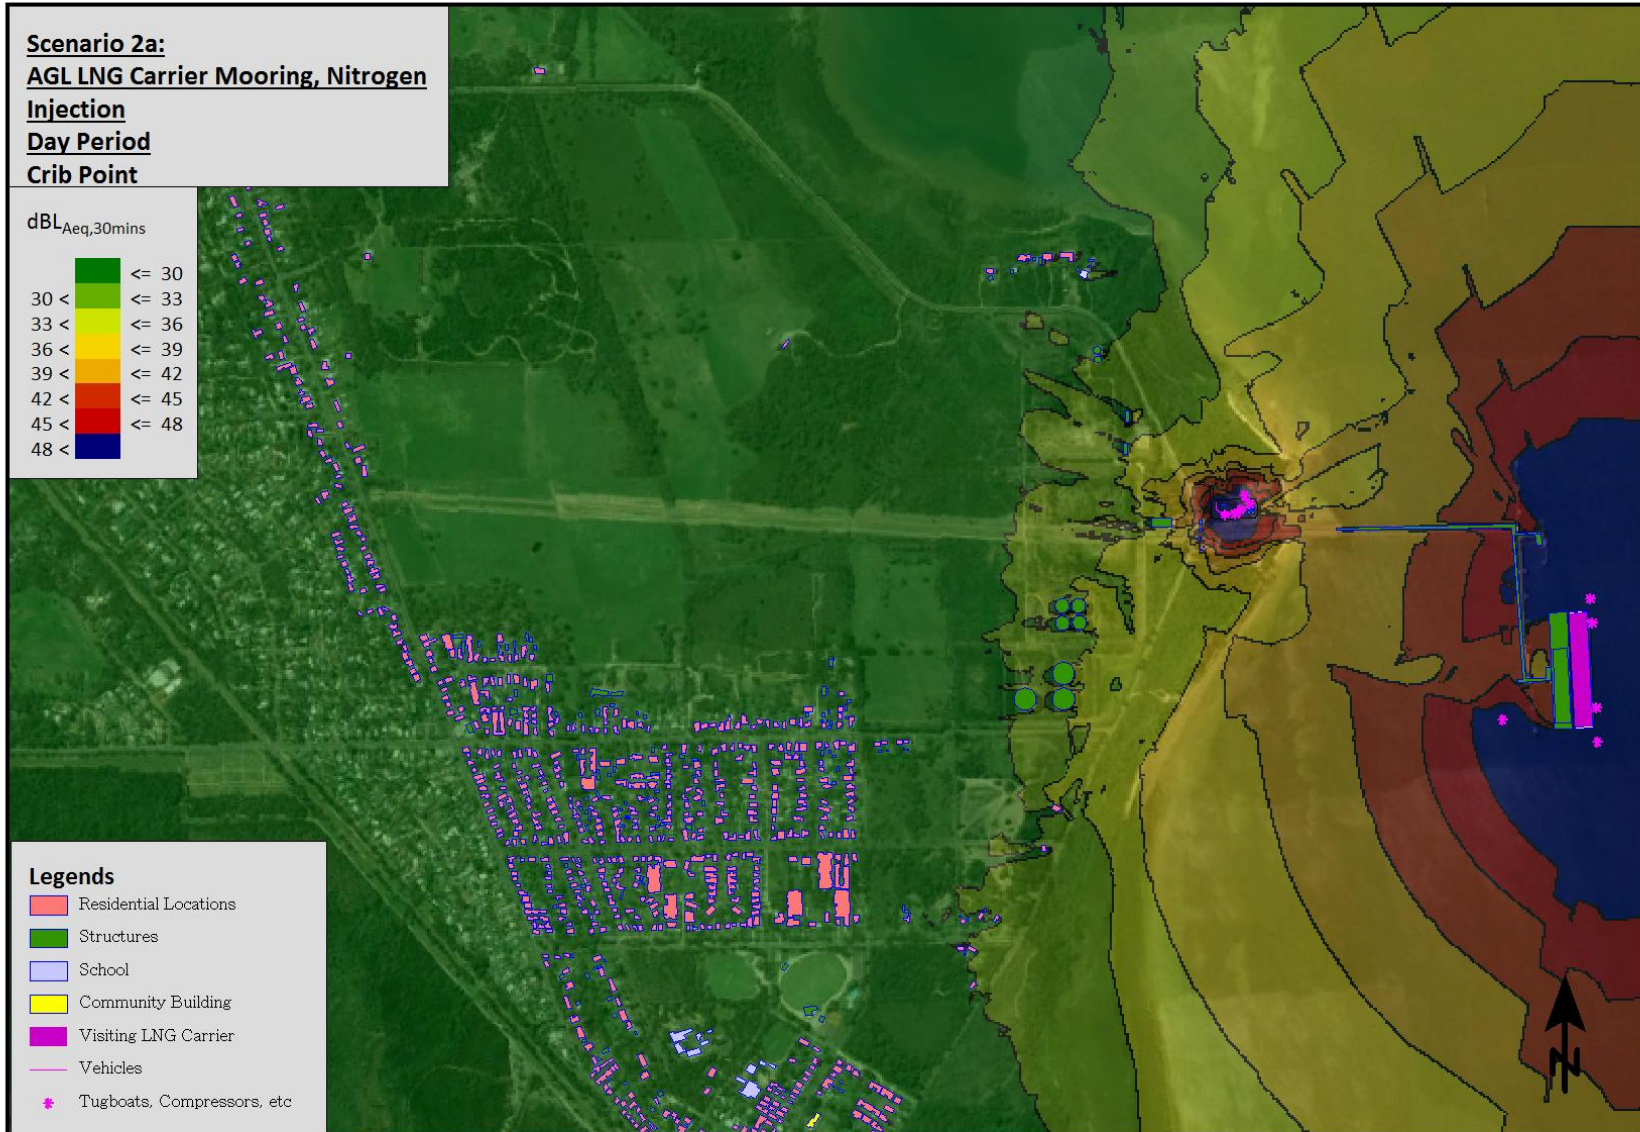 Scenario 2a:
AGL LNG Carrier Mooring, Nitrogen
Injection
Day Period
Crib Point
dBLAeq,30mins
<= 30
30 < <= 33
33 < <= 36
36 < <= 39
39 < <= 42
42 < <= 45
45 < <= 48
48 <
Legends
Residential Locations
Structures
School
Community Building
Visiting LNG Carrier
Vehicles
Tugboats, Compressors, etc
N